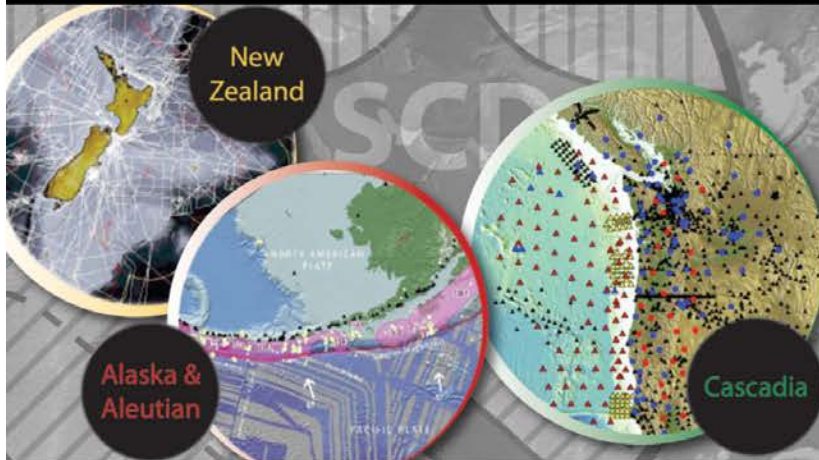 New
Zealand
SCD
NORTH AMERICAN
PLATE
Alaska &
Aleutian
Cascadia
PACIFIC PLATE